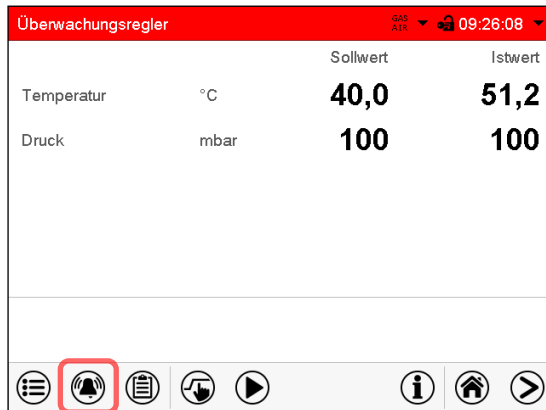 Überwachungsregler GAS AIR 09:26:08
Sollwert Istwert
Temperatur °C 40,0 51,2
Druck mbar 100 100